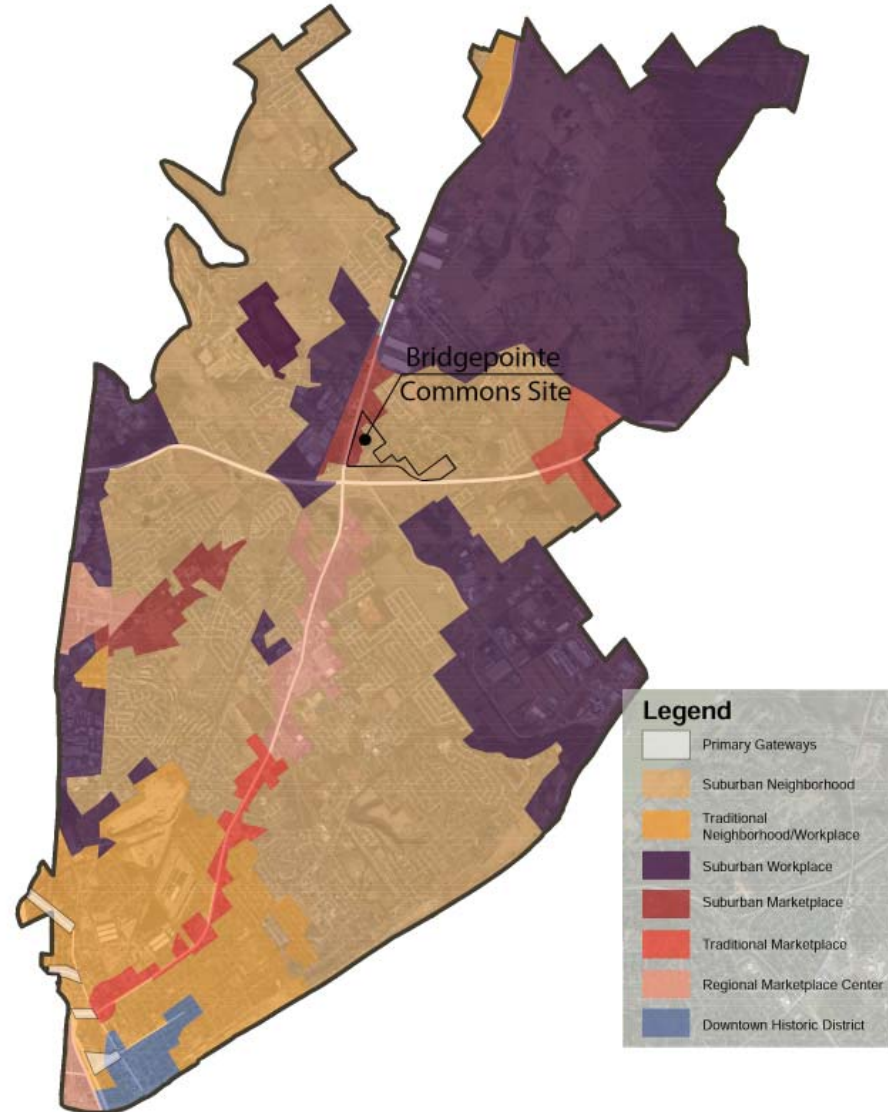 Bridgepointe
Commons Site
Legend
Primary Gateways
Suburban Neighborhood
Traditional
Neighborhood/Workplace
Suburban Workplace
Suburban Marketplace
Traditional Marketplace
Regional Marketplace Center
Downtown Historic District